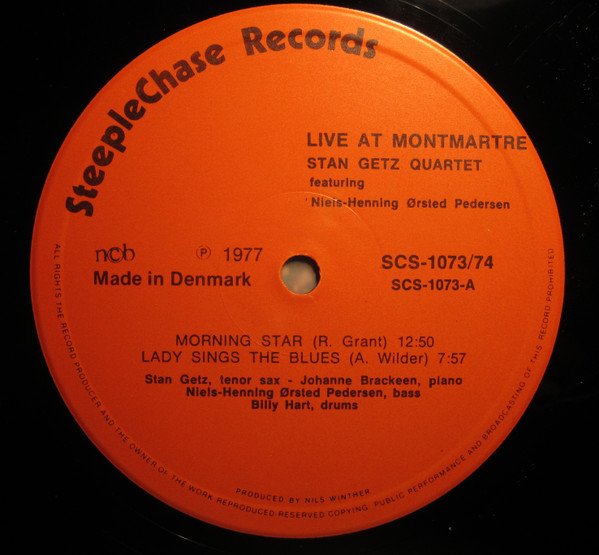 SteepleChase Records
LIVE AT MONTMARTRE
STAN GETZ QUARTET
featuring
Niels-Henning Ørsted Pedersen
ncb
℗ 1977
Made in Denmark
SCS-1073/74
SCS-1073-A
MORNING STAR (R. Grant) 12:50
LADY SINGS THE BLUES (A. Wilder) 7:57
Stan Getz, tenor sax - Johanne Brackeen, piano
Niels-Henning Ørsted Pedersen, bass
Billy Hart, drums
PRODUCED BY NILS WINTHER
ALL RIGHTS THE RECORD PRODUCER AND THE OWNER OF THE WORK REPRODUCED RESERVED COPYING. PUBLIC PERFORMANCE AND BROADCASTING OF THIS RECORD PROHIBITED